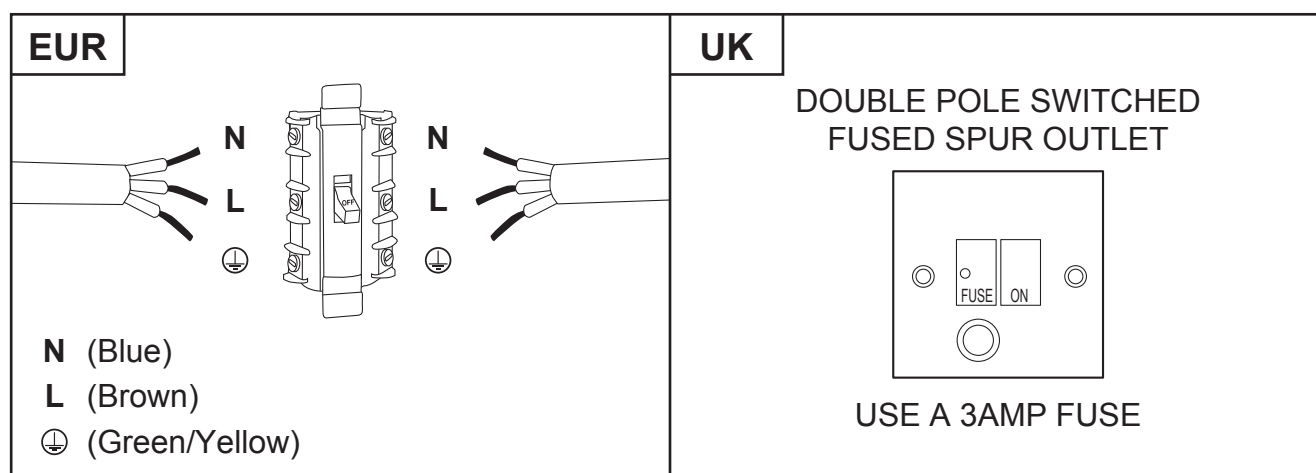 EUR
N
L
N
L
OFF
N (Blue)
L (Brown)
(Green/Yellow)
UK
DOUBLE POLE SWITCHED
FUSED SPUR OUTLET
FUSE ON
USE A 3AMP FUSE